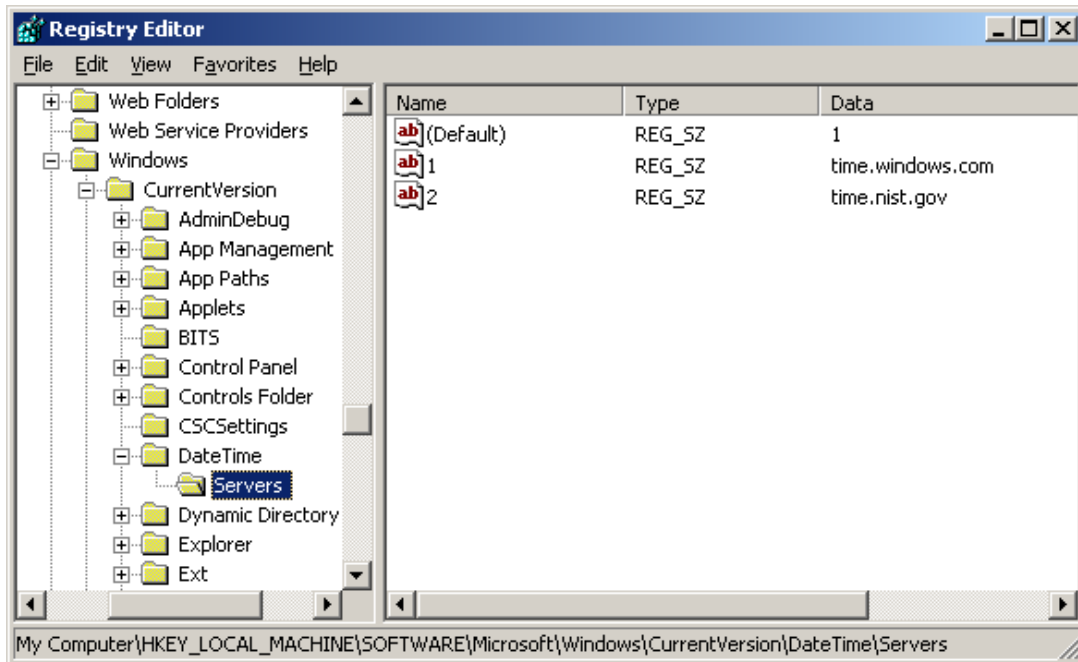 Registry Editor
File Edit View Favorites Help
Web Folders
Web Service Providers
Windows
CurrentVersion
AdminDebug
App Management
App Paths
Applets
BITS
Control Panel
Controls Folder
CSCSettings
DateTime
Servers
Dynamic Directory
Explorer
Ext
Name Type Data
ab (Default) REG_SZ 1
ab 1 REG_SZ time.windows.com
ab 2 REG_SZ time.nist.gov
My Computer\HKEY_LOCAL_MACHINE\SOFTWARE\Microsoft\Windows\CurrentVersion\DateTime\Servers